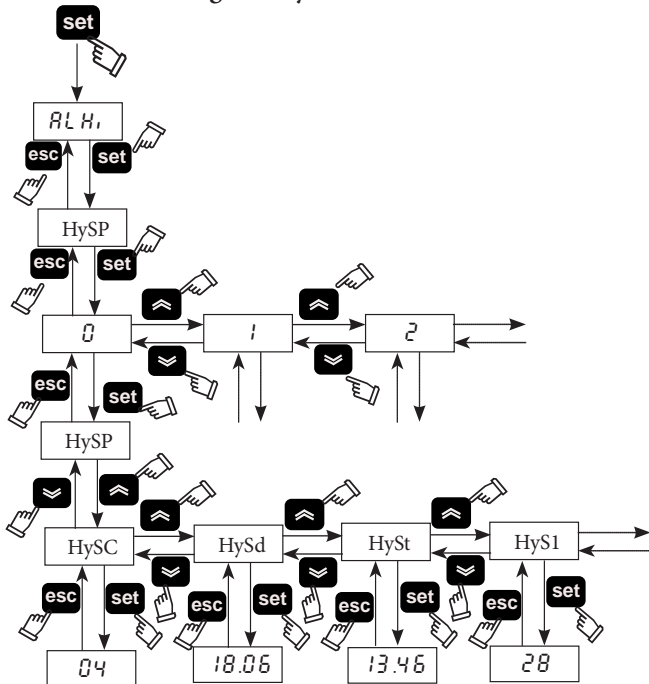 set
ALHi
esc set
HySP
esc set
0 1 2
esc set
HySP
HySC HySd HySt HyS1
esc set esc set esc set esc set
04 18.06 13.46 28